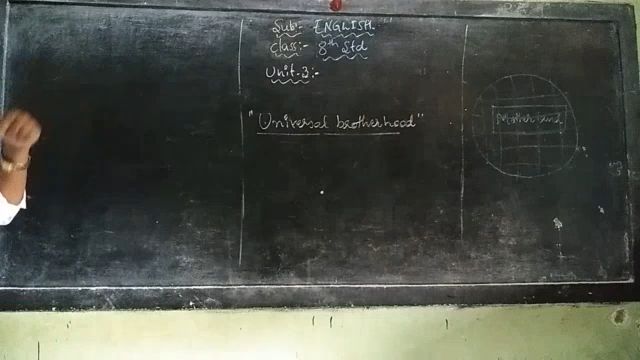 Sub:- ENGLISH
Class:- 8th Std
Unit-3:-
"Universal brotherhood"
Motherland